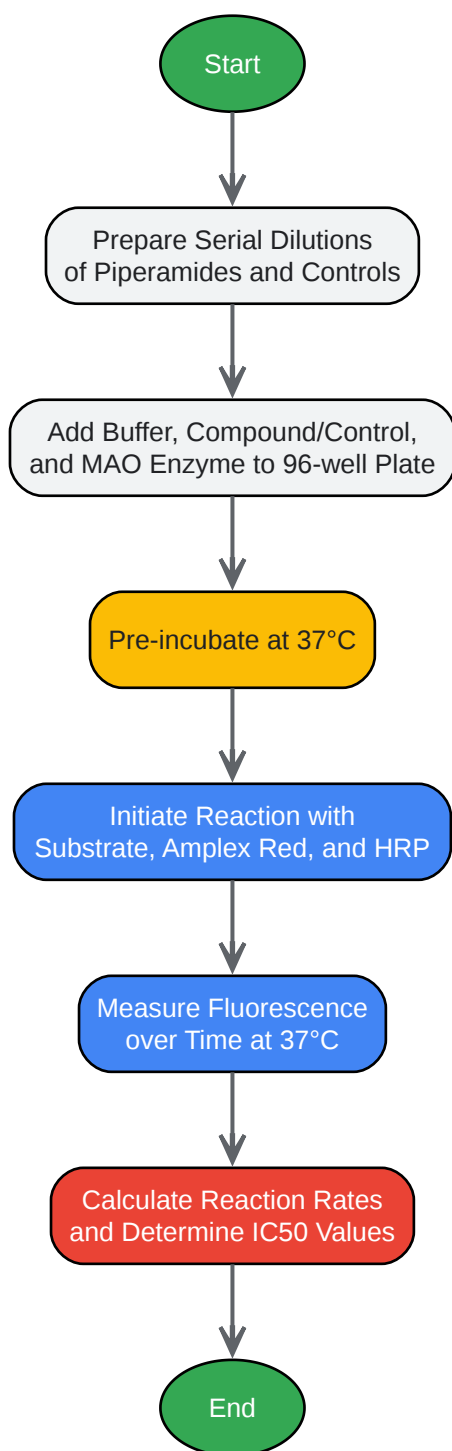 Start
Prepare Serial Dilutions
of Piperamides and Controls
Add Buffer, Compound/Control,
and MAO Enzyme to 96-well Plate
Pre-incubate at 37°C
Initiate Reaction with
Substrate, Amplex Red, and HRP
Measure Fluorescence
over Time at 37°C
Calculate Reaction Rates
and Determine IC50 Values
End